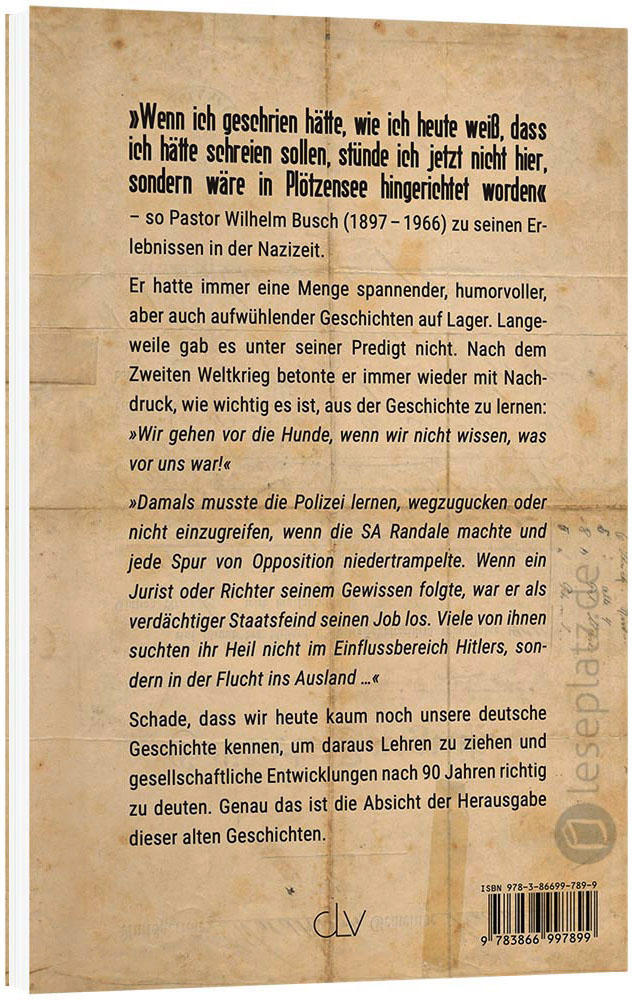 »Wenn ich geschrien hätte, wie ich heute weiß, dass
ich hätte schreien sollen, stünde ich jetzt nicht hier,
sondern wäre in Plötzensee hingerichtet worden«
– so Pastor Wilhelm Busch (1897 – 1966) zu seinen Er-
lebnissen in der Nazizeit.
Er hatte immer eine Menge spannender, humorvoller,
aber auch aufwühlender Geschichten auf Lager. Lange-
weile gab es unter seiner Predigt nicht. Nach dem
Zweiten Weltkrieg betonte er immer wieder mit Nach-
druck, wie wichtig es ist, aus der Geschichte zu lernen:
»Wir gehen vor die Hunde, wenn wir nicht wissen, was
vor uns war!«
»Damals musste die Polizei lernen, wegzugucken oder
nicht einzugreifen, wenn die SA Randale machte und
jede Spur von Opposition niedertrampelte. Wenn ein
Jurist oder Richter seinem Gewissen folgte, war er als
verdächtiger Staatsfeind seinen Job los. Viele von ihnen
suchten ihr Heil nicht im Einflussbereich Hitlers, son-
dern in der Flucht ins Ausland …«
Schade, dass wir heute kaum noch unsere deutsche
Geschichte kennen, um daraus Lehren zu ziehen und
gesellschaftliche Entwicklungen nach 90 Jahren richtig
zu deuten. Genau das ist die Absicht der Herausgabe
dieser alten Geschichten.
leseplatz.de
ISBN 978-3-86699-789-9
9 783866 997899
clv